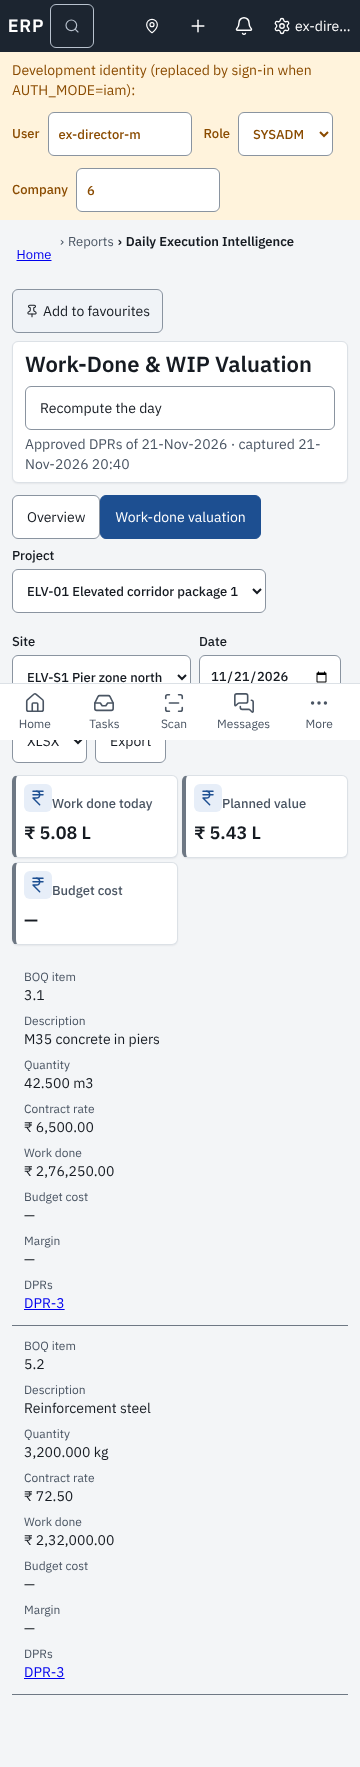 ERP
ex-dire...
Development identity (replaced by sign-in when
AUTH_MODE=iam):
User ex-director-m Role SYSADM
Company 6
Home › Reports › Daily Execution Intelligence
Add to favourites
Work-Done & WIP Valuation
Recompute the day
Approved DPRs of 21-Nov-2026 · captured 21-
Nov-2026 20:40
Overview Work-done valuation
Project
ELV-01 Elevated corridor package 1
Site Date
ELV-S1 Pier zone north 11/21/2026
Home Tasks Scan Messages More
XLSX Export
Work done today Planned value
₹ 5.08 L ₹ 5.43 L
Budget cost
—
BOQ item
3.1
Description
M35 concrete in piers
Quantity
42.500 m3
Contract rate
₹ 6,500.00
Work done
₹ 2,76,250.00
Budget cost
—
Margin
—
DPRs
DPR-3
BOQ item
5.2
Description
Reinforcement steel
Quantity
3,200.000 kg
Contract rate
₹ 72.50
Work done
₹ 2,32,000.00
Budget cost
—
Margin
—
DPRs
DPR-3